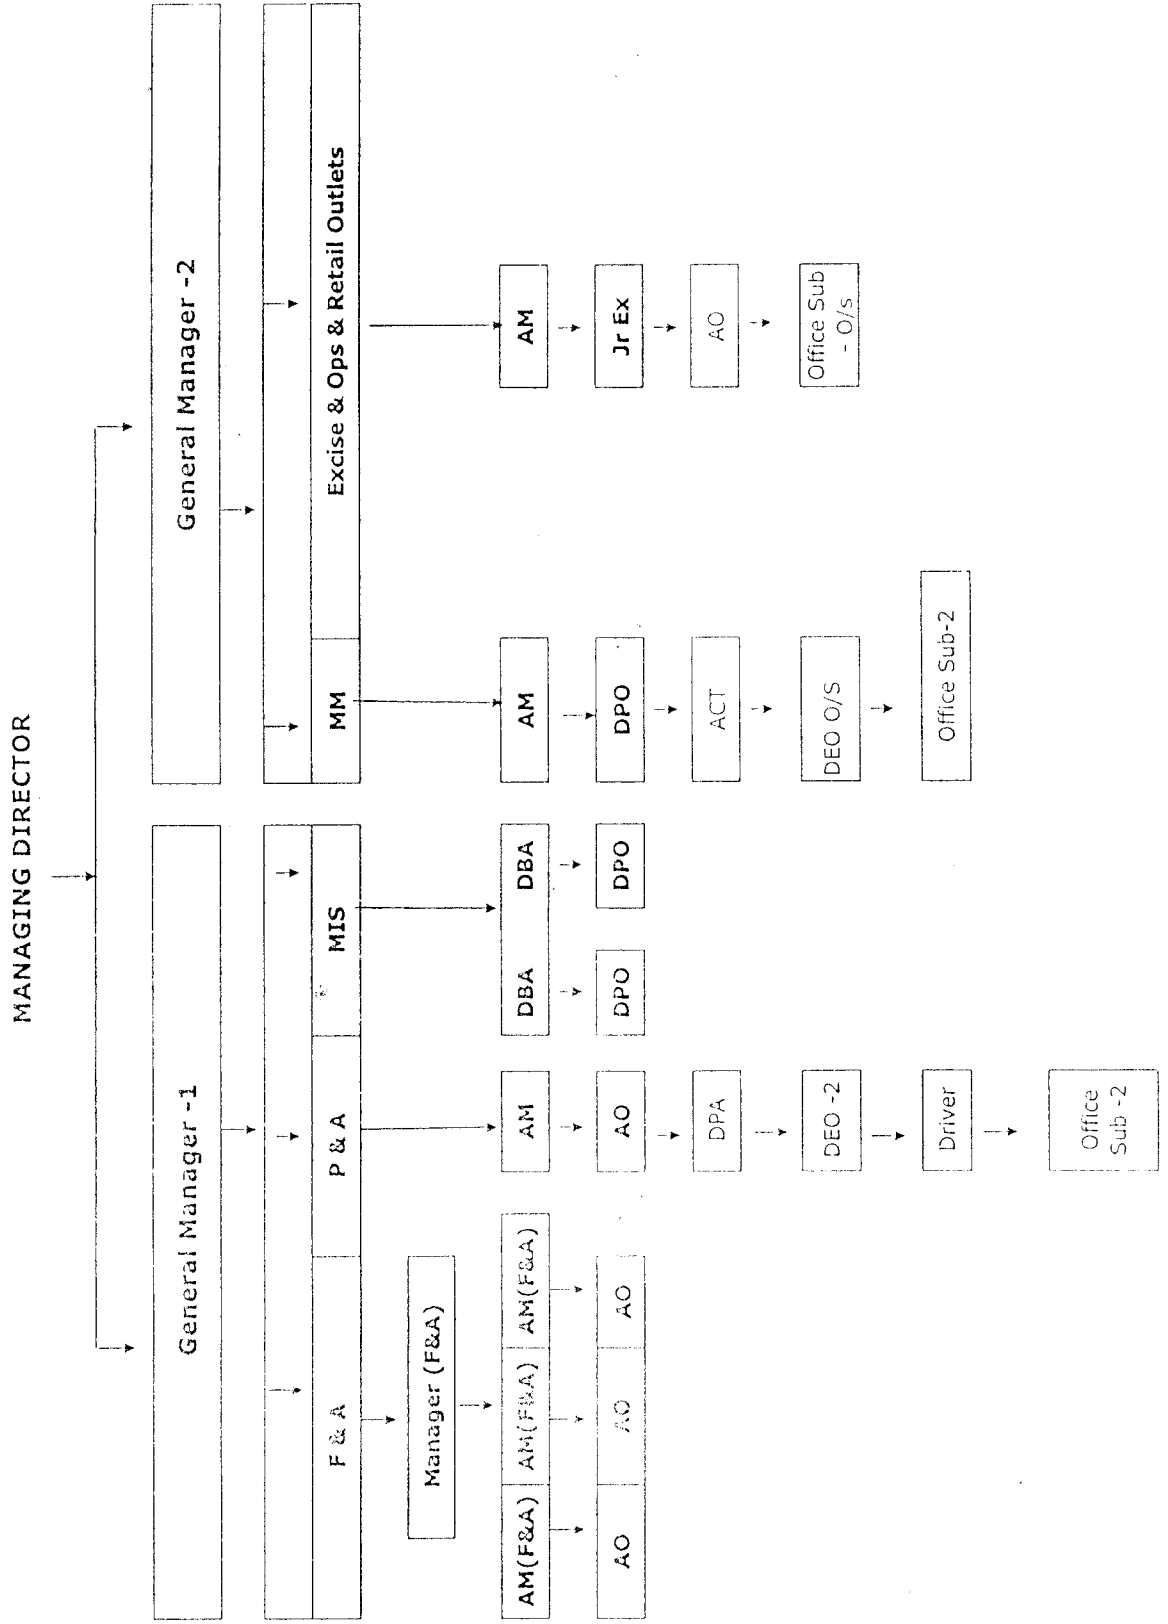 MANAGING DIRECTOR
General Manager -1
General Manager -2
F & A
P & A
MIS
MM
Excise & Ops & Retail Outlets
Manager (F&A)
AM(F&A)
AM(F&A)
AM(F&A)
AM
DBA
DBA
AM
AM
AO
AO
AO
AO
DPO
DPO
DPO
Jr Ex
DPA
ACT
AO
DEO -2
DEO O/S
Office Sub
- O/s
Driver
Office Sub-2
Office
Sub -2